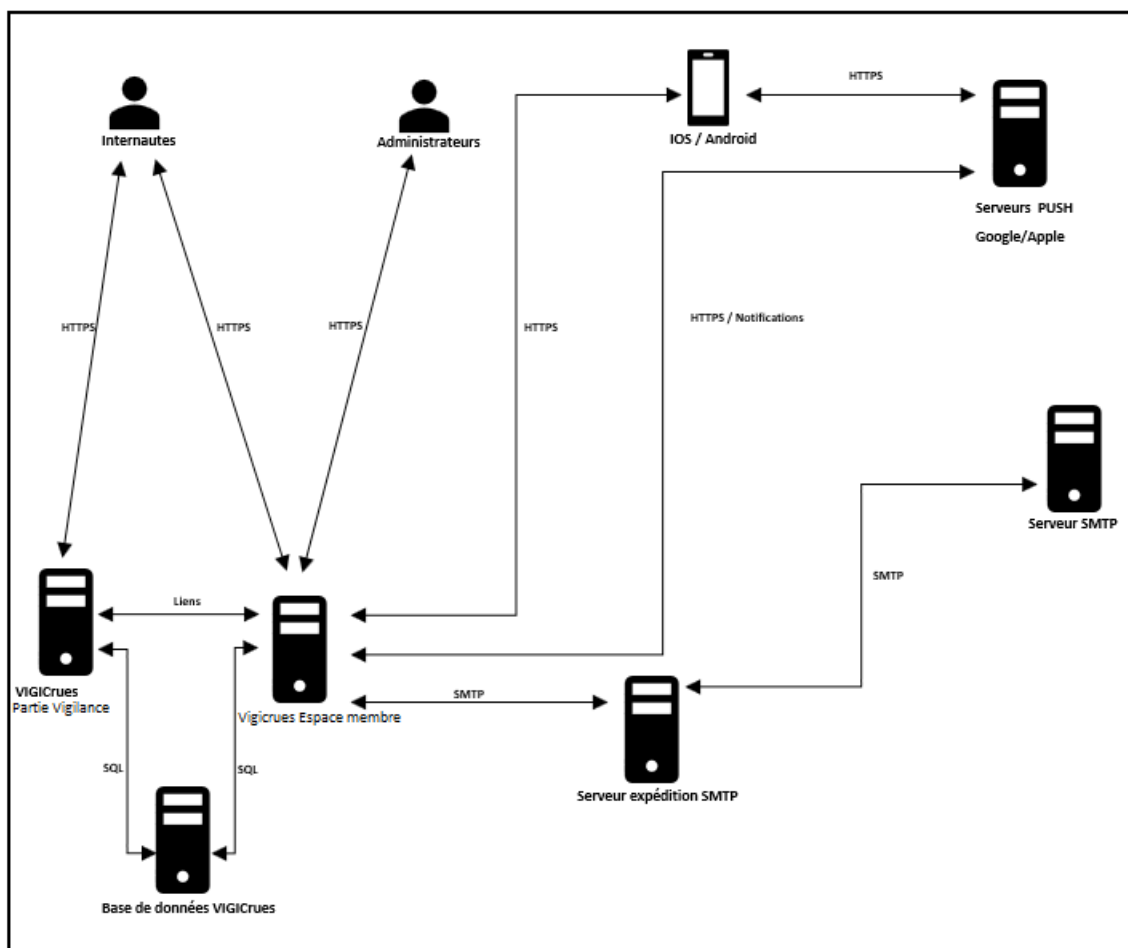 HTTPS
Internautes
Administrateurs
IOS / Android
Serveurs PUSH
Google/Apple
HTTPS
HTTPS
HTTPS
HTTPS
HTTPS / Notifications
Serveur SMTP
SMTP
Liens
VIGICrues
Partie Vigilance
Vigicrues Espace membre
SMTP
Serveur expédition SMTP
SQL
SQL
Base de données VIGICrues